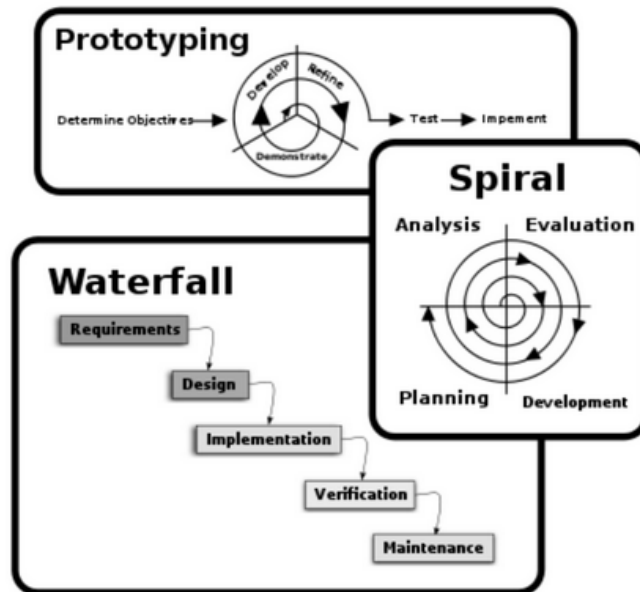 Prototyping
Develop
Refine
Demonstrate
Determine Objectives
Test
Impement
Spiral
Analysis
Evaluation
Planning
Development
Waterfall
Requirements
Design
Implementation
Verification
Maintenance